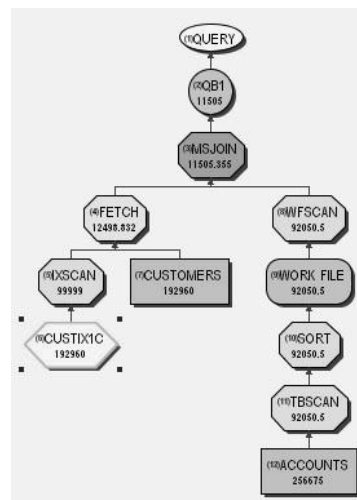 (1)QUERY
(2)QB1
11505
(3)MSJOIN
11505.355
(4)FETCH
12498.832
(8)WFSCAN
92050.5
(5)IXSCAN
99999
(7)CUSTOMERS
192960
(9)WORK FILE
92050.5
(6)CUSTIX1C
192960
(10)SORT
92050.5
(11)TBSCAN
92050.5
(12)ACCOUNTS
256675